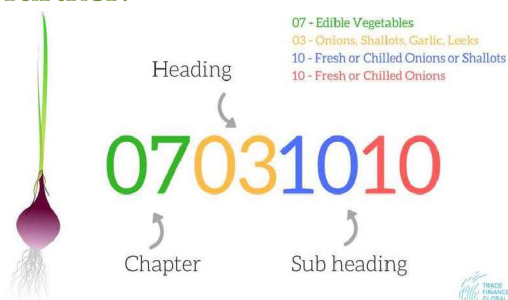 07 - Edible Vegetables
03 - Onions, Shallots, Garlic, Leeks
10 - Fresh or Chilled Onions or Shallots
10 - Fresh or Chilled Onions
Heading
07031010
Chapter
Sub heading
TRADE
FINANCE
GLOBAL